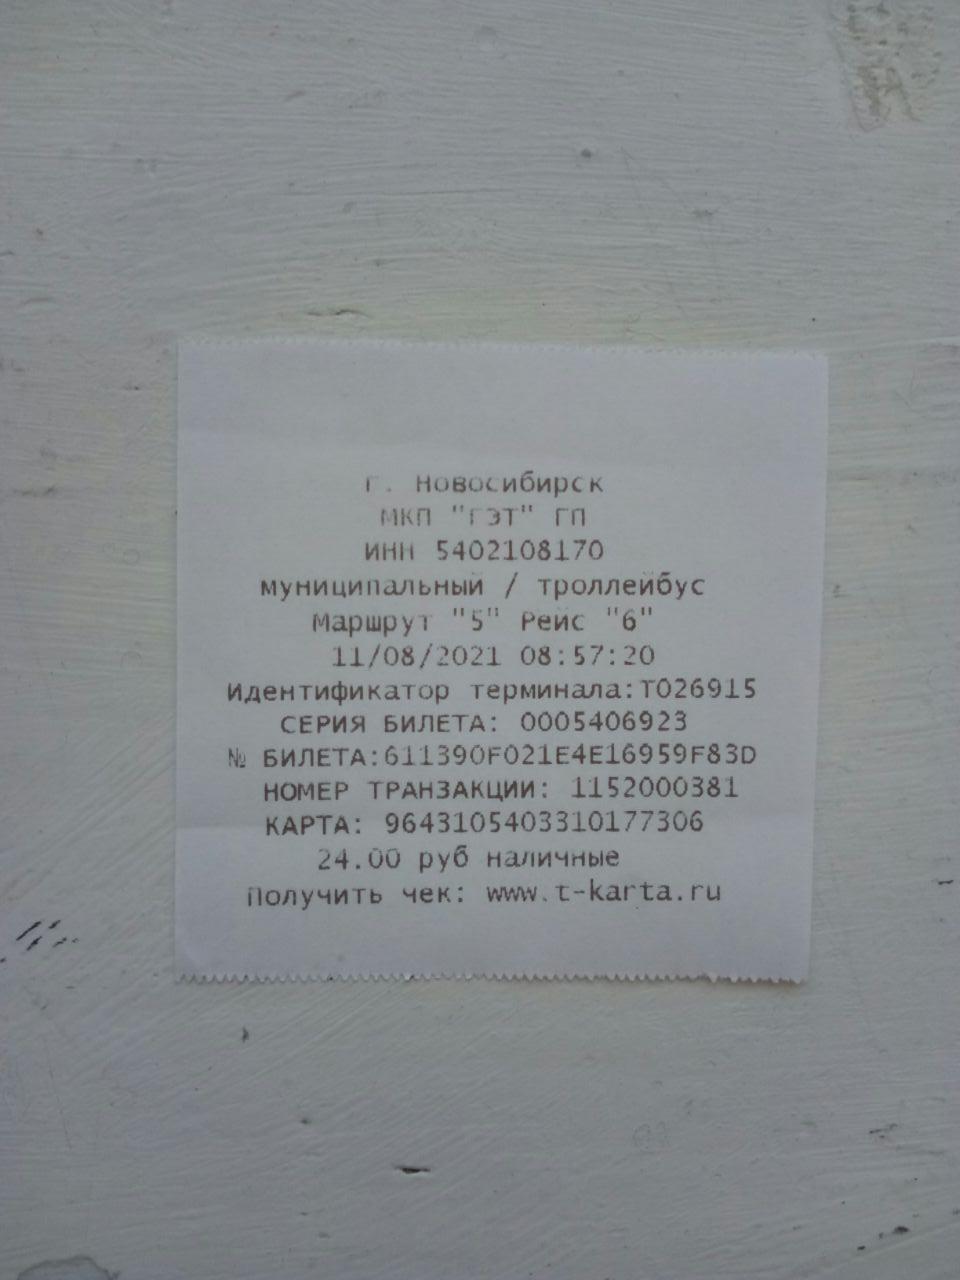 г. Новосибирск
МКП "ГЭТ" ГП
ИНН 5402108170
муниципальный / троллейбус
Маршрут "5" Рейс "6"
11/08/2021 08:57:20
Идентификатор терминала:T026915
СЕРИЯ БИЛЕТА: 0005406923
№ БИЛЕТА:611390F021E4E16959F83D
НОМЕР ТРАНЗАКЦИИ: 1152000381
КАРТА: 9643105403310177306
24.00 руб наличные
Получить чек: www.t-karta.ru